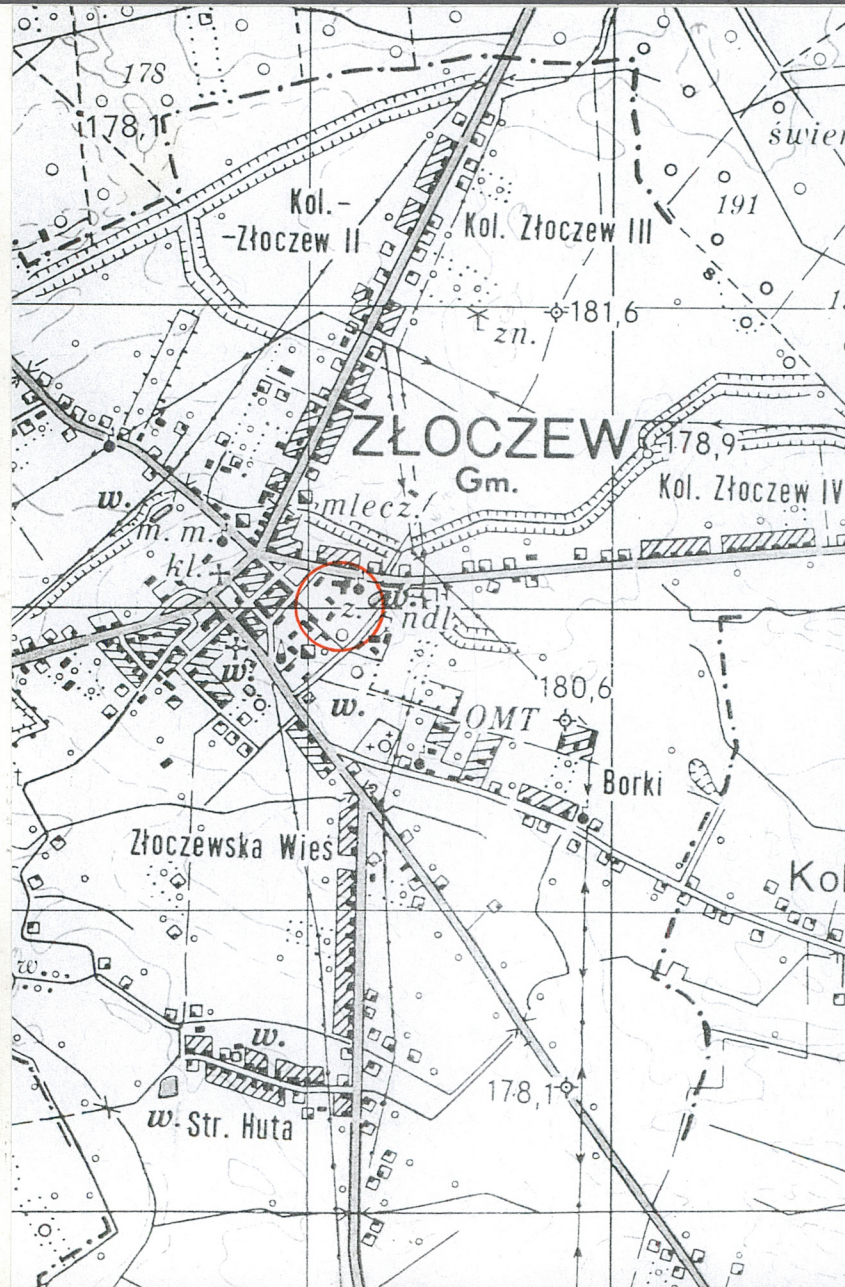 178
178,1
świer
191
Kol.-
-Złoczew II
Kol. Złoczew III
s.
zn.
181,6
ZŁOCZEW
Gm.
178,9
Kol. Złoczew IV
w.
mlecz.
m. m.
kl.
z.
w.
ndl.
w.
180,6
w.
OMT
Borki
Złoczewska Wieś
Kol
w
w.
178,1
w.
Str. Huta